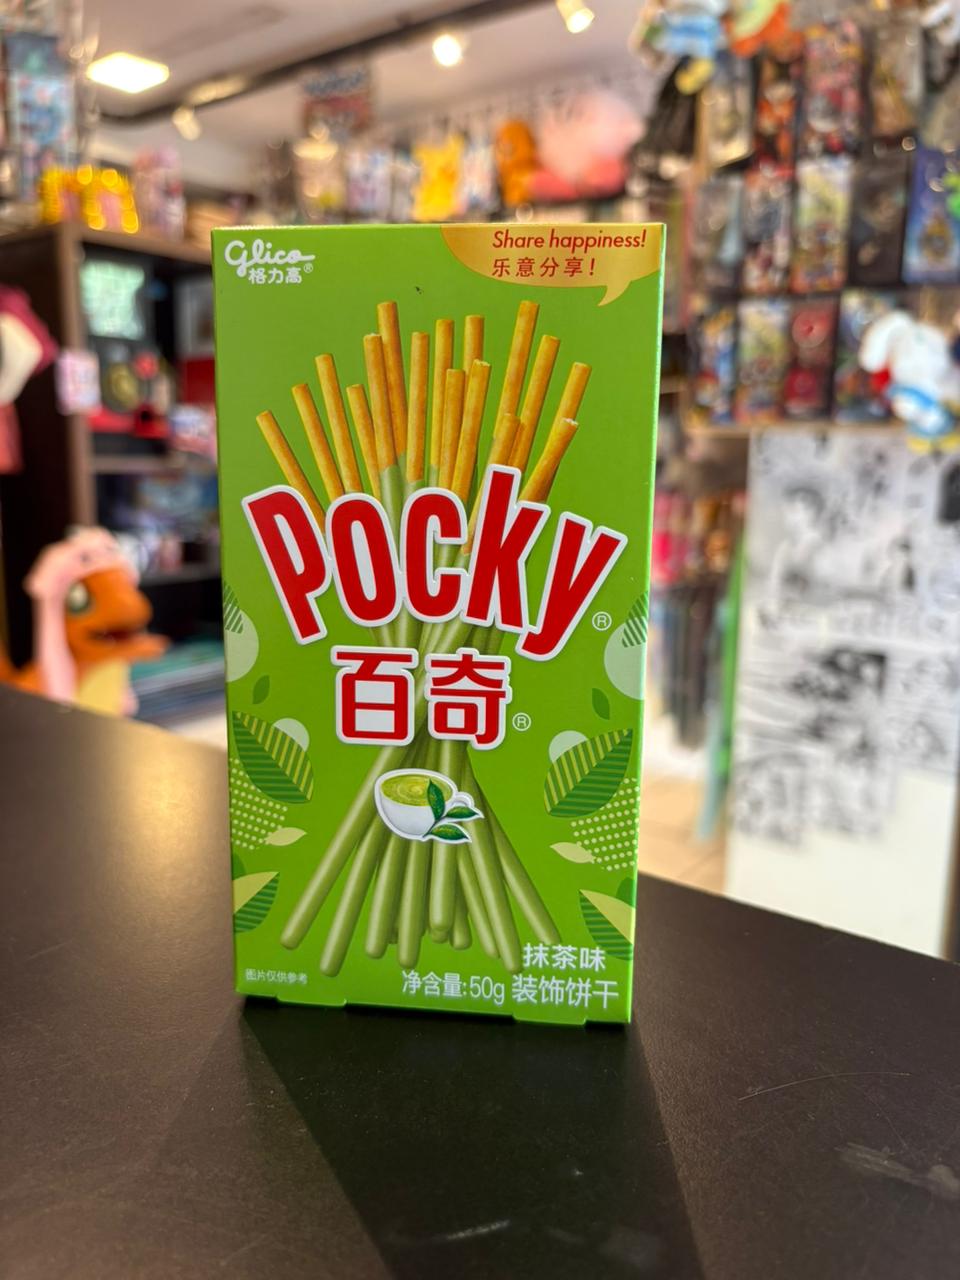 Glico
格力高®
Share happiness!
乐意分享!
Pocky®
百奇®
抹茶味
图片仅供参考
净含量:50g 装饰饼干